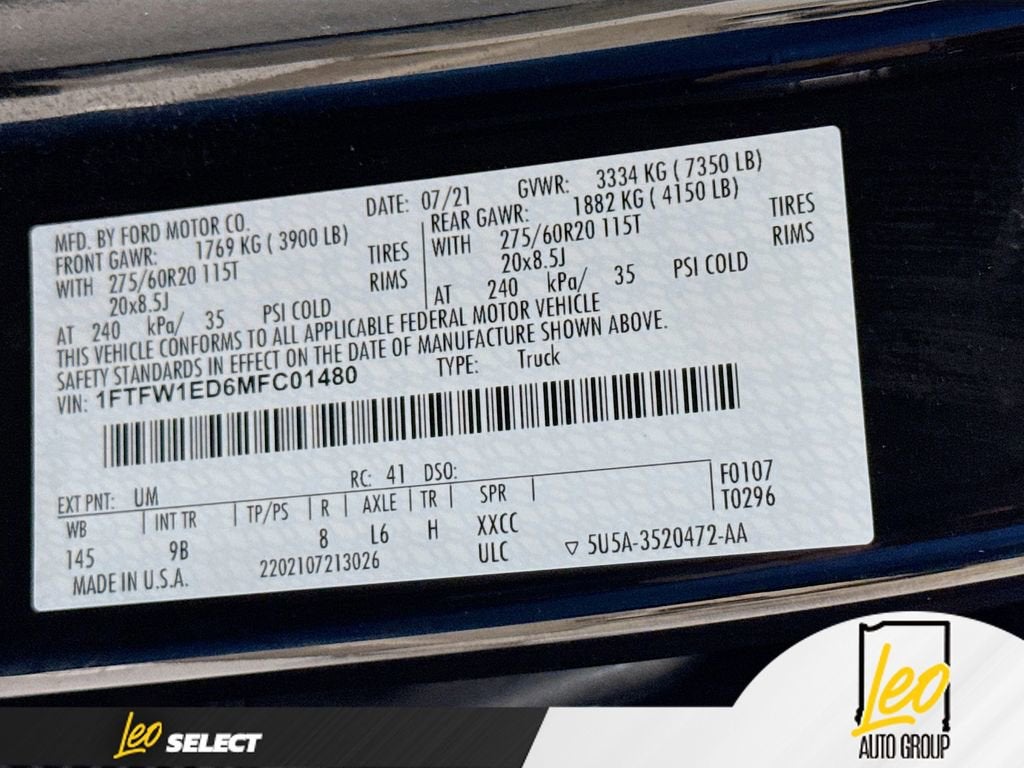 MFD. BY FORD MOTOR CO. DATE: 07/21 GVWR: 3334 KG ( 7350 LB)
FRONT GAWR: 1769 KG ( 3900 LB) REAR GAWR: 1882 KG ( 4150 LB)
WITH 275/60R20 115T TIRES WITH 275/60R20 115T TIRES
20x8.5J RIMS 20x8.5J RIMS
AT 240 kPa/ 35 PSI COLD AT 240 kPa/ 35 PSI COLD
THIS VEHICLE CONFORMS TO ALL APPLICABLE FEDERAL MOTOR VEHICLE
SAFETY STANDARDS IN EFFECT ON THE DATE OF MANUFACTURE SHOWN ABOVE.
VIN: 1FTFW1ED6MFC01480 TYPE: Truck
EXT PNT: UM RC: 41 DSO: F0107
WB INT TR TP/PS R AXLE TR SPR T0296
145 9B 8 L6 H XXCC
MADE IN U.S.A. 2202107213026 ULC ▽ 5U5A-3520472-AA
Leo SELECT
Leo
AUTO GROUP